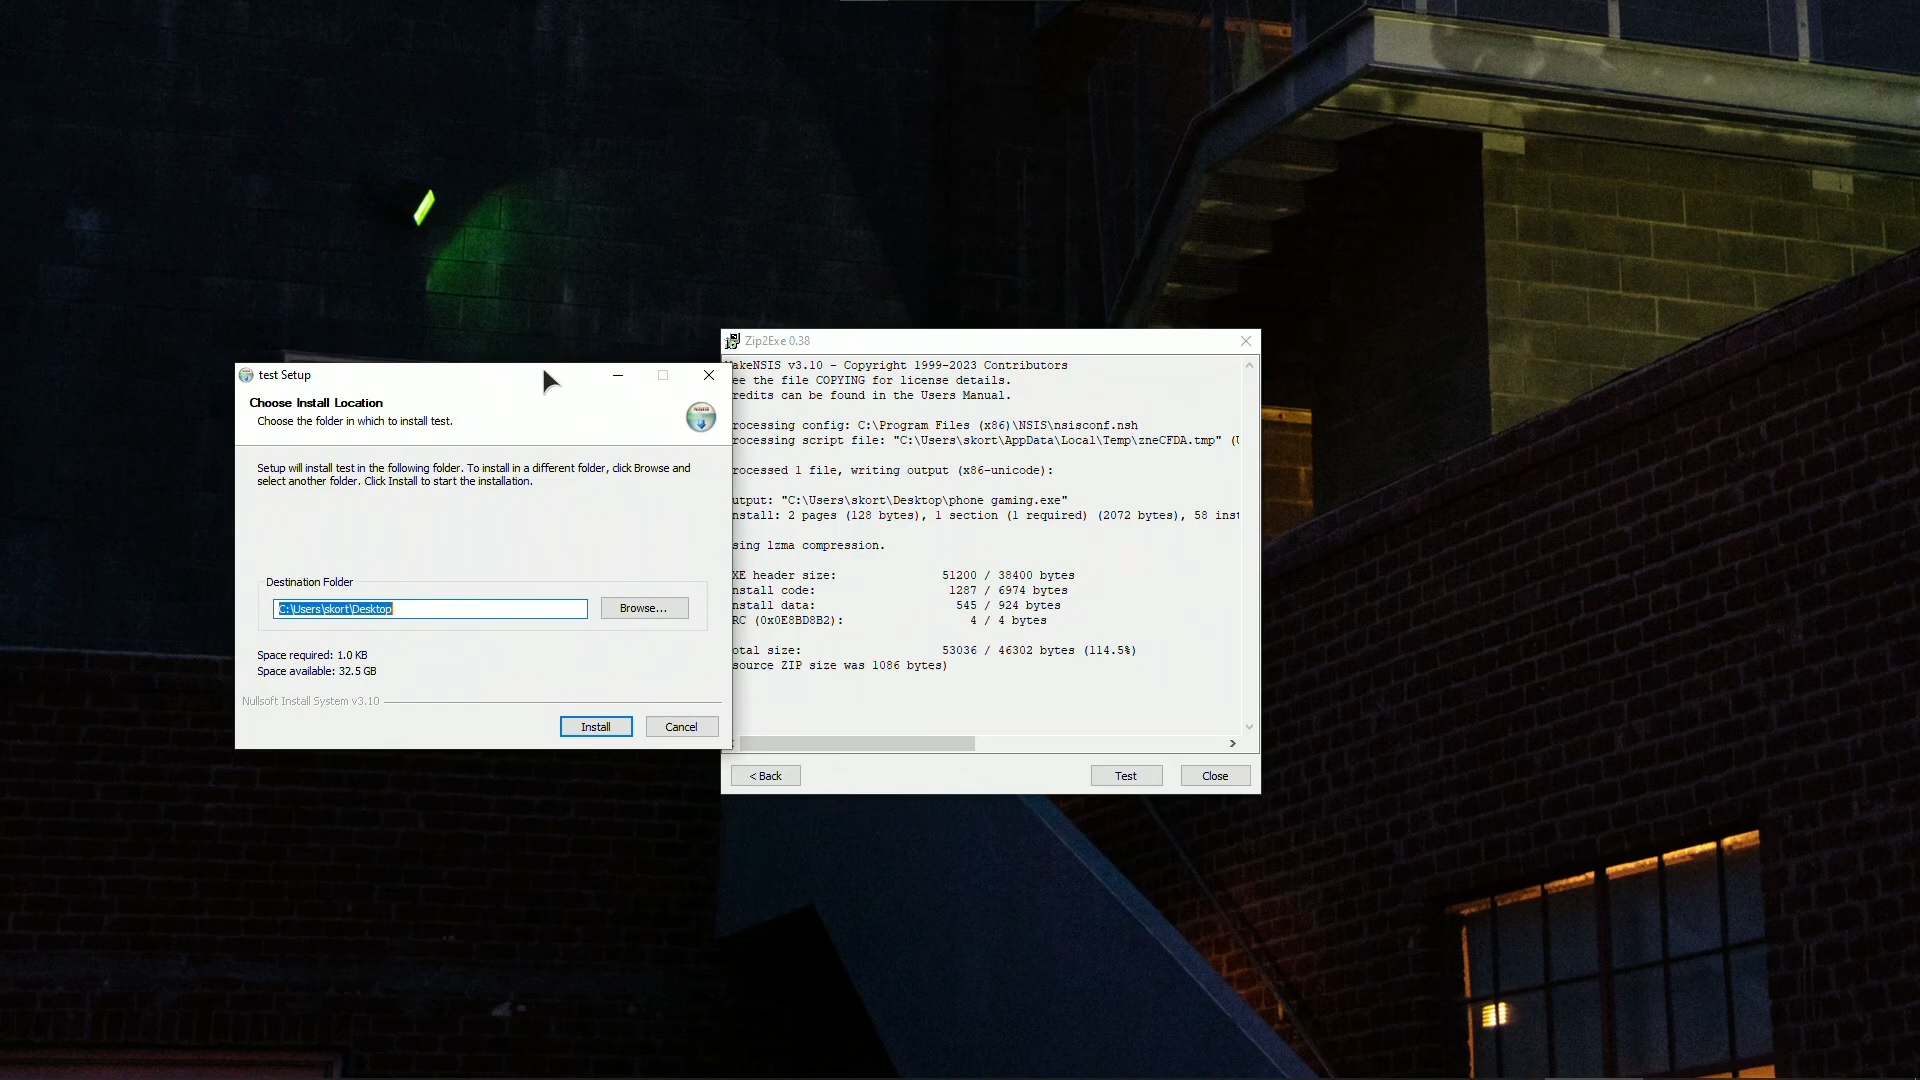 test Setup
Choose Install Location
Choose the folder in which to install test.
Setup will install test in the following folder. To install in a different folder, click Browse and
select another folder. Click Install to start the installation.
Destination Folder
C:\Users\skort\Desktop
Browse...
Space required: 1.0 KB
Space available: 32.5 GB
Nullsoft Install System v3.10
Install
Cancel
Zip2Exe 0.38
MakeNSIS v3.10 - Copyright 1999-2023 Contributors
ee the file COPYING for license details.
redits can be found in the Users Manual.
rocessing config: C:\Program Files (x86)\NSIS\nsisconf.nsh
rocessing script file: "C:\Users\skort\AppData\Local\Temp\zneCFDA.tmp" (U
rocessed 1 file, writing output (x86-unicode):
utput: "C:\Users\skort\Desktop\phone gaming.exe"
nstall: 2 pages (128 bytes), 1 section (1 required) (2072 bytes), 58 inst
sing lzma compression.
XE header size: 51200 / 38400 bytes
nstall code: 1287 / 6974 bytes
nstall data: 545 / 924 bytes
RC (0x0E8BD8B2): 4 / 4 bytes
otal size: 53036 / 46302 bytes (114.5%)
source ZIP size was 1086 bytes)
< Back
Test
Close